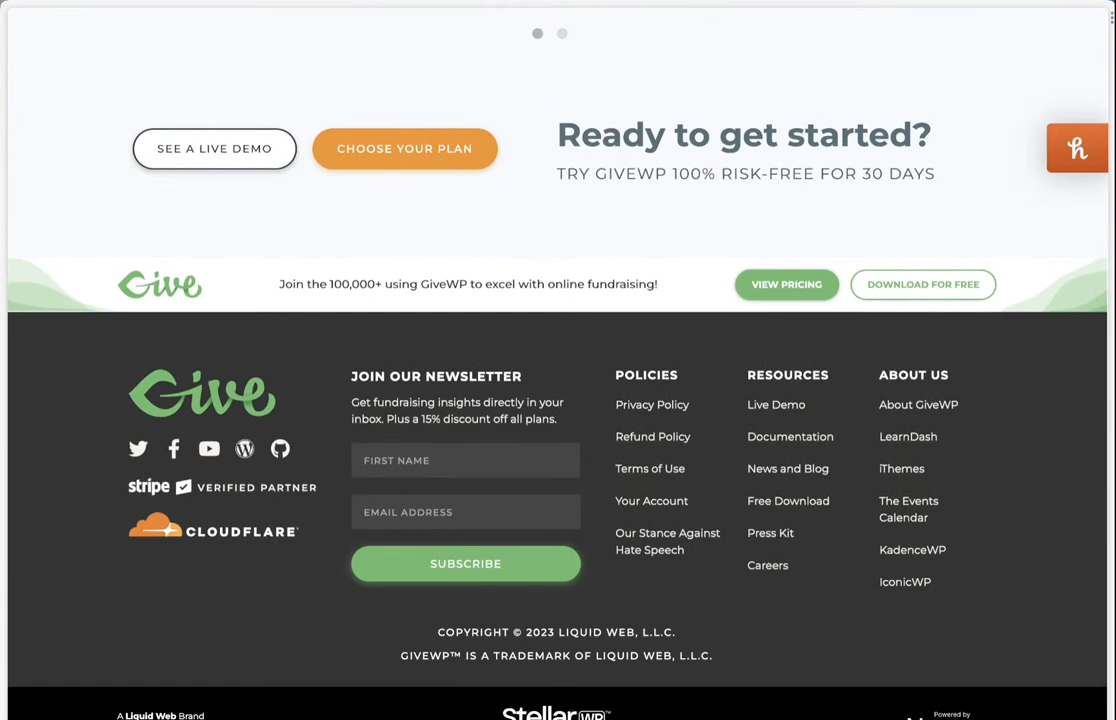 SEE A LIVE DEMO
CHOOSE YOUR PLAN
Ready to get started?
TRY GIVEWP 100% RISK-FREE FOR 30 DAYS
h
Give
Join the 100,000+ using GiveWP to excel with online fundraising!
VIEW PRICING
DOWNLOAD FOR FREE
Give
stripe VERIFIED PARTNER
CLOUDFLARE
JOIN OUR NEWSLETTER
Get fundraising insights directly in your
inbox. Plus a 15% discount off all plans.
FIRST NAME
EMAIL ADDRESS
SUBSCRIBE
POLICIES
Privacy Policy
Refund Policy
Terms of Use
Your Account
Our Stance Against
Hate Speech
RESOURCES
Live Demo
Documentation
News and Blog
Free Download
Press Kit
Careers
ABOUT US
About GiveWP
LearnDash
iThemes
The Events
Calendar
KadenceWP
IconicWP
COPYRIGHT © 2023 LIQUID WEB, L.L.C.
GIVEWP™ IS A TRADEMARK OF LIQUID WEB, L.L.C.
A Liquid Web Brand
StellarWP™
Powered by